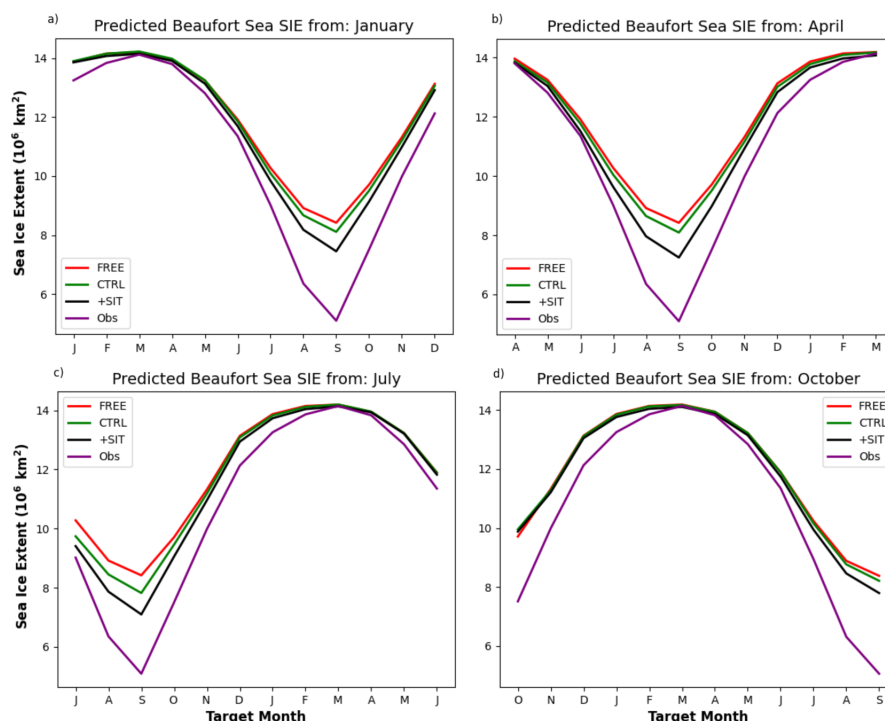 a)
Predicted Beaufort Sea SIE from: January
Sea Ice Extent (10⁶ km²)
14
12
10
8
6
FREE
CTRL
+SIT
Obs
J F M A M J J A S O N D
b)
Predicted Beaufort Sea SIE from: April
14
12
10
8
6
FREE
CTRL
+SIT
Obs
A M J J A S O N D J F M
c)
Predicted Beaufort Sea SIE from: July
Sea Ice Extent (10⁶ km²)
14
12
10
8
6
FREE
CTRL
+SIT
Obs
J A S O N D J F M A M J
Target Month
d)
Predicted Beaufort Sea SIE from: October
14
12
10
8
6
FREE
CTRL
+SIT
Obs
O N D J F M A M J J A S
Target Month